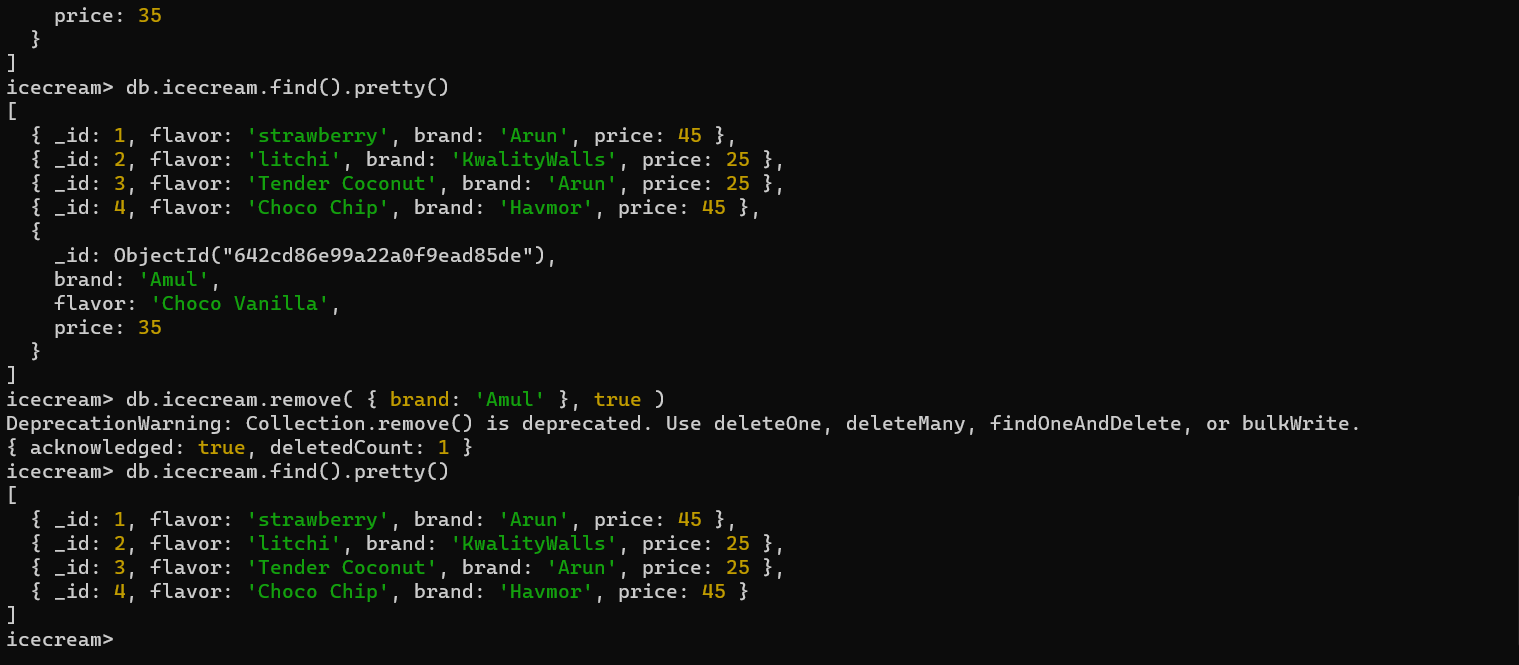 price: 35
  }
]
icecream> db.icecream.find().pretty()
[
  { _id: 1, flavor: 'strawberry', brand: 'Arun', price: 45 },
  { _id: 2, flavor: 'litchi', brand: 'KwalityWalls', price: 25 },
  { _id: 3, flavor: 'Tender Coconut', brand: 'Arun', price: 25 },
  { _id: 4, flavor: 'Choco Chip', brand: 'Havmor', price: 45 },
  {
    _id: ObjectId("642cd86e99a22a0f9ead85de"),
    brand: 'Amul',
    flavor: 'Choco Vanilla',
    price: 35
  }
]
icecream> db.icecream.remove( { brand: 'Amul' }, true )
DeprecationWarning: Collection.remove() is deprecated. Use deleteOne, deleteMany, findOneAndDelete, or bulkWrite.
{ acknowledged: true, deletedCount: 1 }
icecream> db.icecream.find().pretty()
[
  { _id: 1, flavor: 'strawberry', brand: 'Arun', price: 45 },
  { _id: 2, flavor: 'litchi', brand: 'KwalityWalls', price: 25 },
  { _id: 3, flavor: 'Tender Coconut', brand: 'Arun', price: 25 },
  { _id: 4, flavor: 'Choco Chip', brand: 'Havmor', price: 45 }
]
icecream>